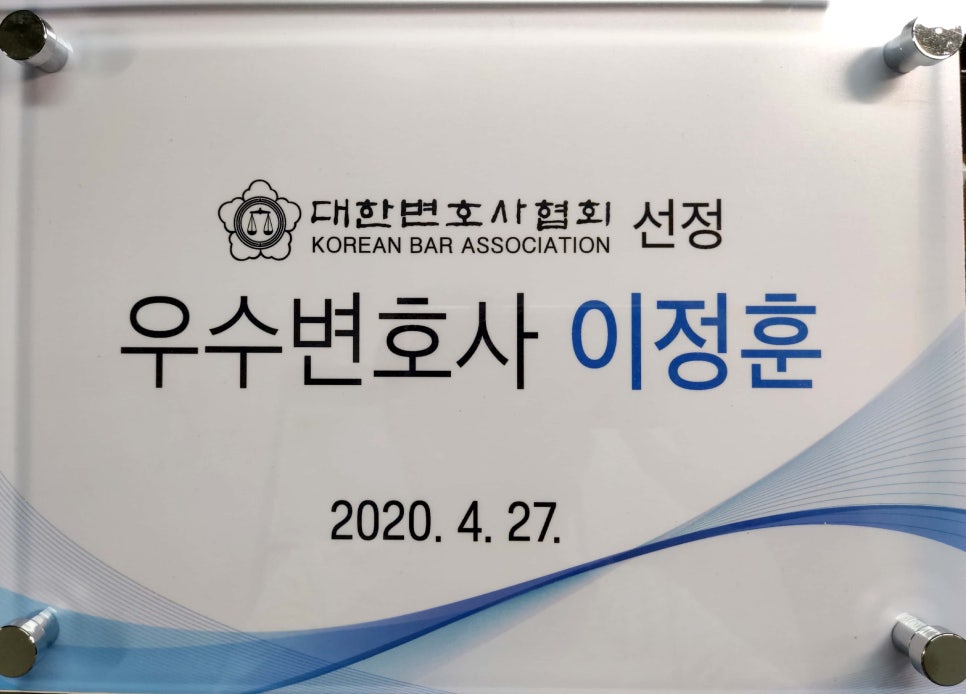 대한변호사협회 선정
KOREAN BAR ASSOCIATION
우수변호사 이정훈
2020. 4. 27.